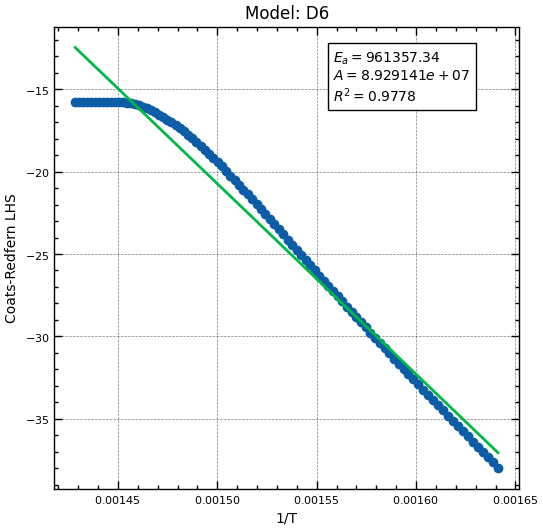 Model: D6
E_a = 961357.34
A = 8.929141e + 07
R^2 = 0.9778
Coats-Redfern LHS
−15
−20
−25
−30
−35
0.00145 0.00150 0.00155 0.00160 0.00165
1/T